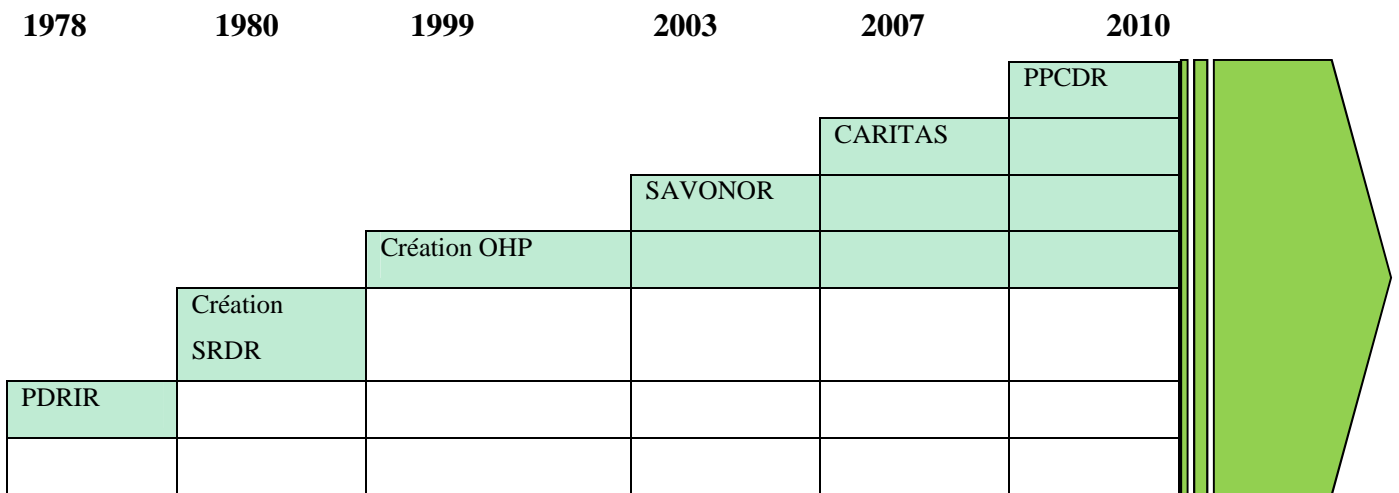 1978 1980 1999 2003 2007 2010
PPCDR
CARITAS
SAVONOR
Création OHP
Création
SRDR
PDRIR